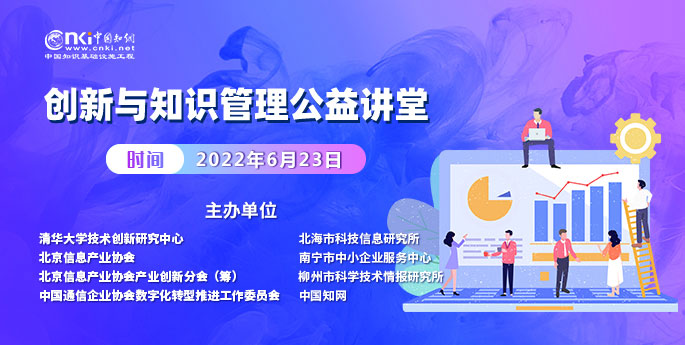 cnki中国知网
www.cnki.net
中国知识基础设施工程
创新与知识管理公益讲堂
时间 2022年6月23日
主办单位
清华大学技术创新研究中心
北京信息产业协会
北京信息产业协会产业创新分会（筹）
中国通信企业协会数字化转型推进工作委员会
北海市科技信息研究所
南宁市中小企业服务中心
柳州市科学技术情报研究所
中国知网